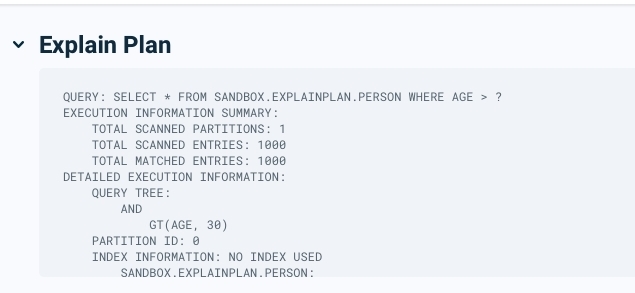 Explain Plan
QUERY: SELECT * FROM SANDBOX.EXPLAINPLAN.PERSON WHERE AGE > ?
EXECUTION INFORMATION SUMMARY:
    TOTAL SCANNED PARTITIONS: 1
    TOTAL SCANNED ENTRIES: 1000
    TOTAL MATCHED ENTRIES: 1000
DETAILED EXECUTION INFORMATION:
    QUERY TREE:
        AND
            GT(AGE, 30)
    PARTITION ID: 0
    INDEX INFORMATION: NO INDEX USED
        SANDBOX.EXPLAINPLAN.PERSON: